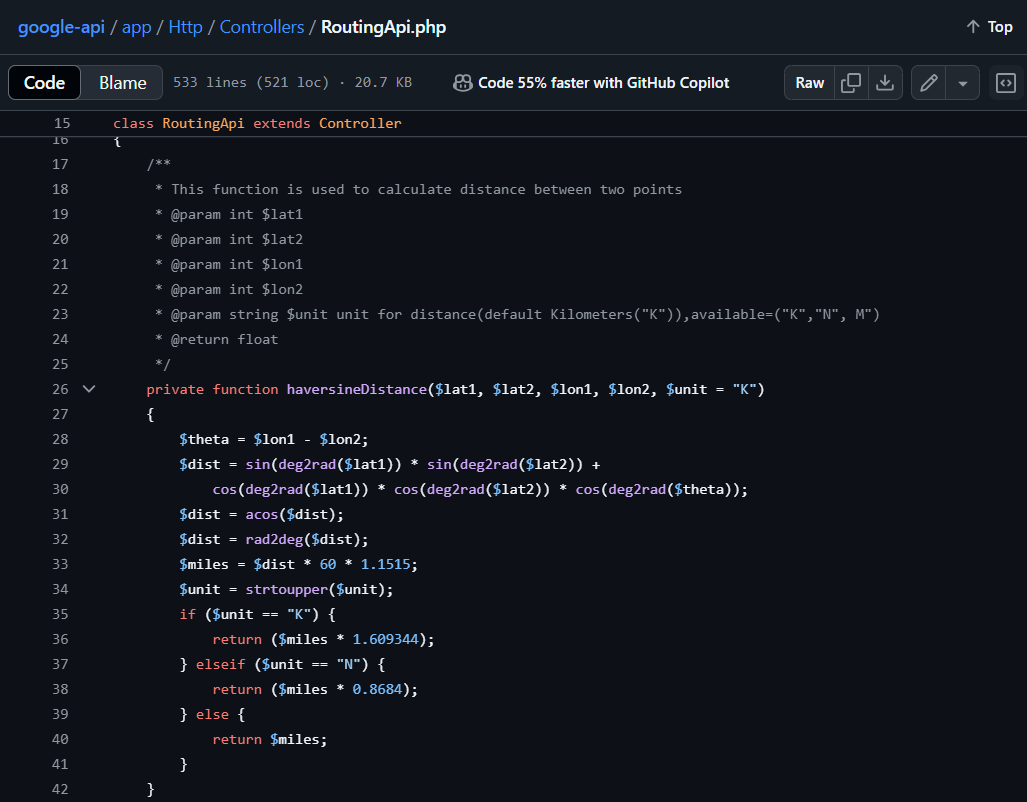 google-api / app / Http / Controllers / RoutingApi.php
Top
Code Blame 533 lines (521 loc) · 20.7 KB Code 55% faster with GitHub Copilot Raw
15 class RoutingApi extends Controller
16 {
17 /**
18 * This function is used to calculate distance between two points
19 * @param int $lat1
20 * @param int $lat2
21 * @param int $lon1
22 * @param int $lon2
23 * @param string $unit unit for distance(default Kilometers("K")),available=("K","N", M")
24 * @return float
25 */
26 private function haversineDistance($lat1, $lat2, $lon1, $lon2, $unit = "K")
27 {
28 $theta = $lon1 - $lon2;
29 $dist = sin(deg2rad($lat1)) * sin(deg2rad($lat2)) +
30 cos(deg2rad($lat1)) * cos(deg2rad($lat2)) * cos(deg2rad($theta));
31 $dist = acos($dist);
32 $dist = rad2deg($dist);
33 $miles = $dist * 60 * 1.1515;
34 $unit = strtoupper($unit);
35 if ($unit == "K") {
36 return ($miles * 1.609344);
37 } elseif ($unit == "N") {
38 return ($miles * 0.8684);
39 } else {
40 return $miles;
41 }
42 }